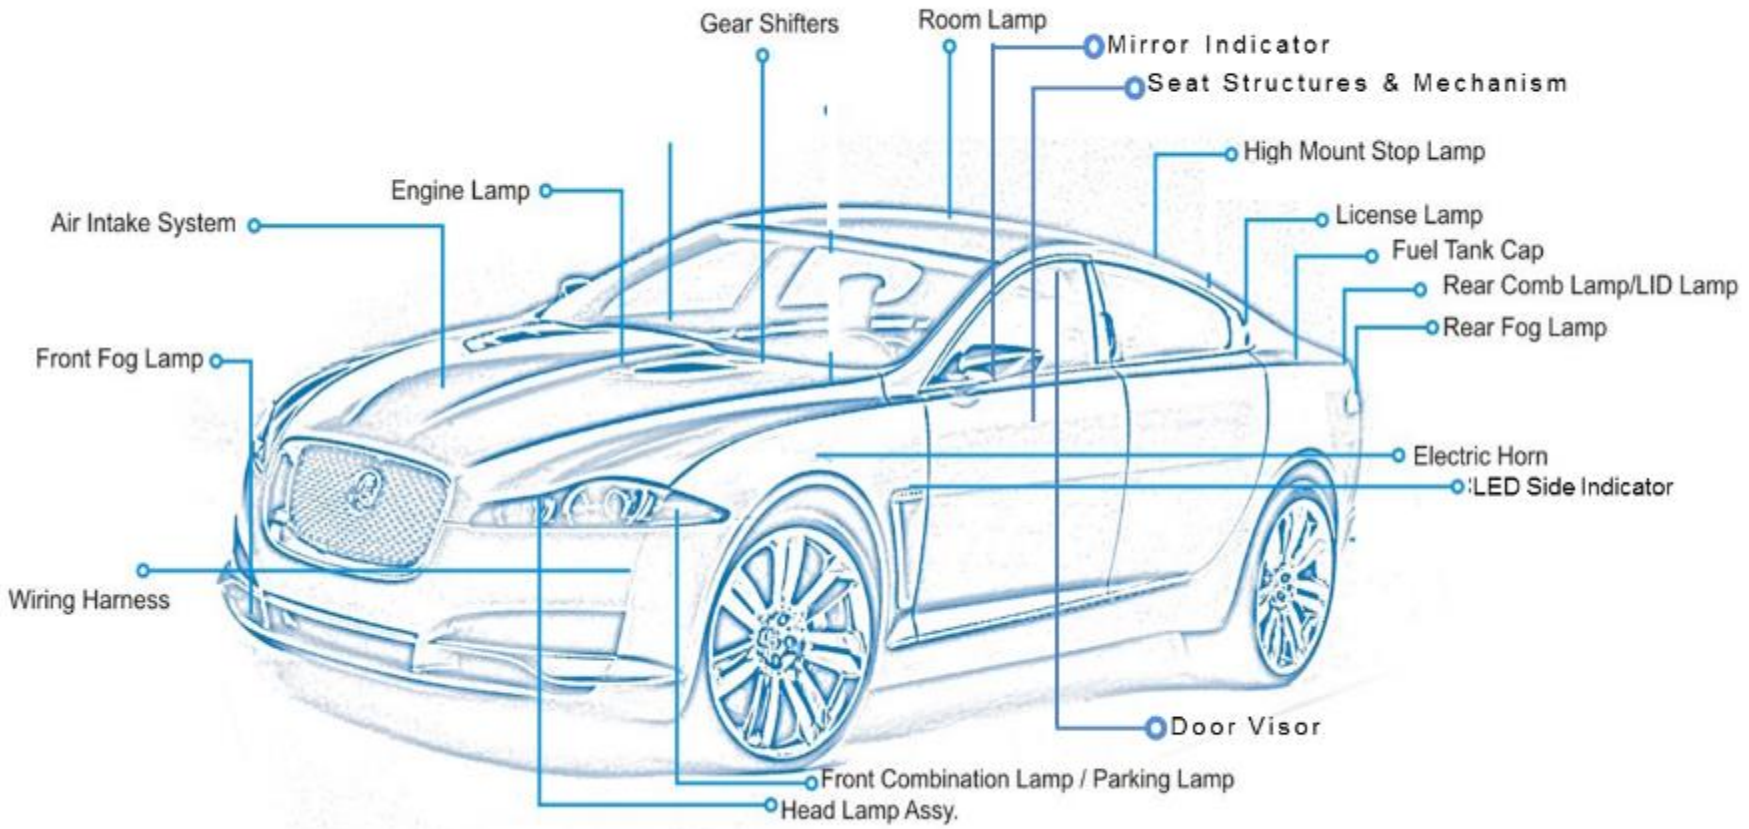 Gear Shifters
Room Lamp
Mirror Indicator
Seat Structures & Mechanism
High Mount Stop Lamp
Engine Lamp
Air Intake System
License Lamp
Fuel Tank Cap
Rear Comb Lamp/LID Lamp
Rear Fog Lamp
Front Fog Lamp
Electric Horn
:LED Side Indicator
Wiring Harness
Door Visor
Front Combination Lamp / Parking Lamp
Head Lamp Assy.